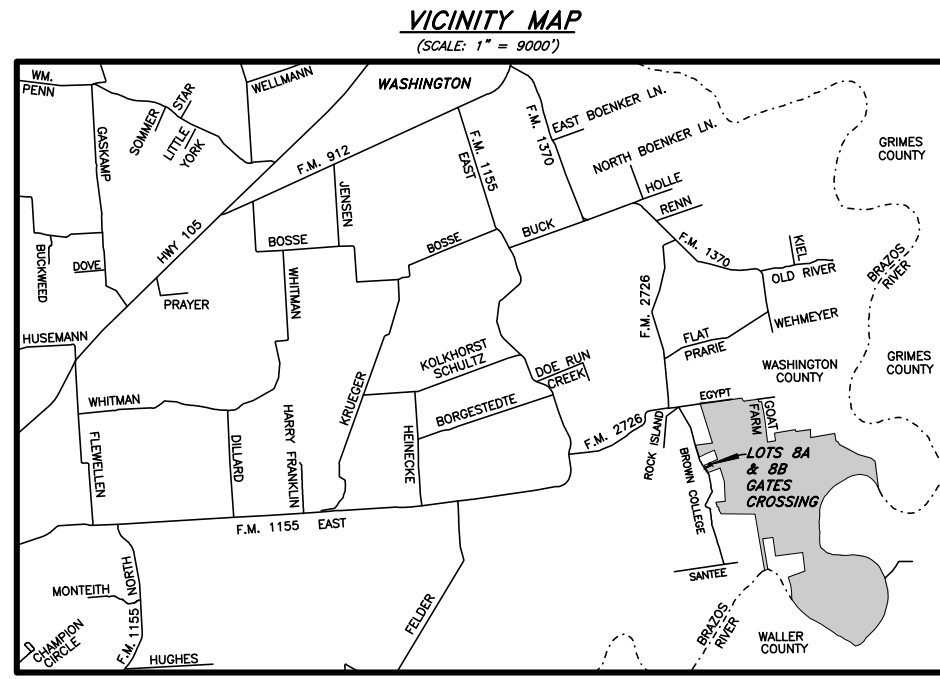 VICINITY MAP
(SCALE: 1" = 9000')
WM.
PENN
GASKAMP
SOMMER
STAR
LITTLE
YORK
WELLMANN
WASHINGTON
HWY 105
F.M. 912
JENSEN
F.M. 1155
EAST
F.M. 1370
EAST BOENKER LN.
NORTH BOENKER LN.
GRIMES
COUNTY
HOLLE
RENN
BUCK
BOSSE
BOSSE
BUCKWEED
DOVE
PRAYER
WHITMAN
F.M. 1370
KIEL
OLD RIVER
BRAZOS
RIVER
F.M. 2726
WEHMEYER
FLAT
PRARIE
HUSEMANN
KOLKHORST
SCHULTZ
DOE RUN
CREEK
WASHINGTON
COUNTY
GRIMES
COUNTY
WHITMAN
KRUEGER
BORGESTEDTE
EGYPT
GOAT
FARM
FLEWELLEN
DILLARD
HARRY FRANKLIN
HEINECKE
F.M. 2726
ROCK ISLAND
BROWN COLLEGE
LOTS 8A
& 8B
GATES
CROSSING
F.M. 1155 EAST
SANTEE
MONTEITH
F.M. 1155 NORTH
FELDER
BRAZOS
RIVER
WALLER
COUNTY
CHAMPION
CIRCLE
HUGHES